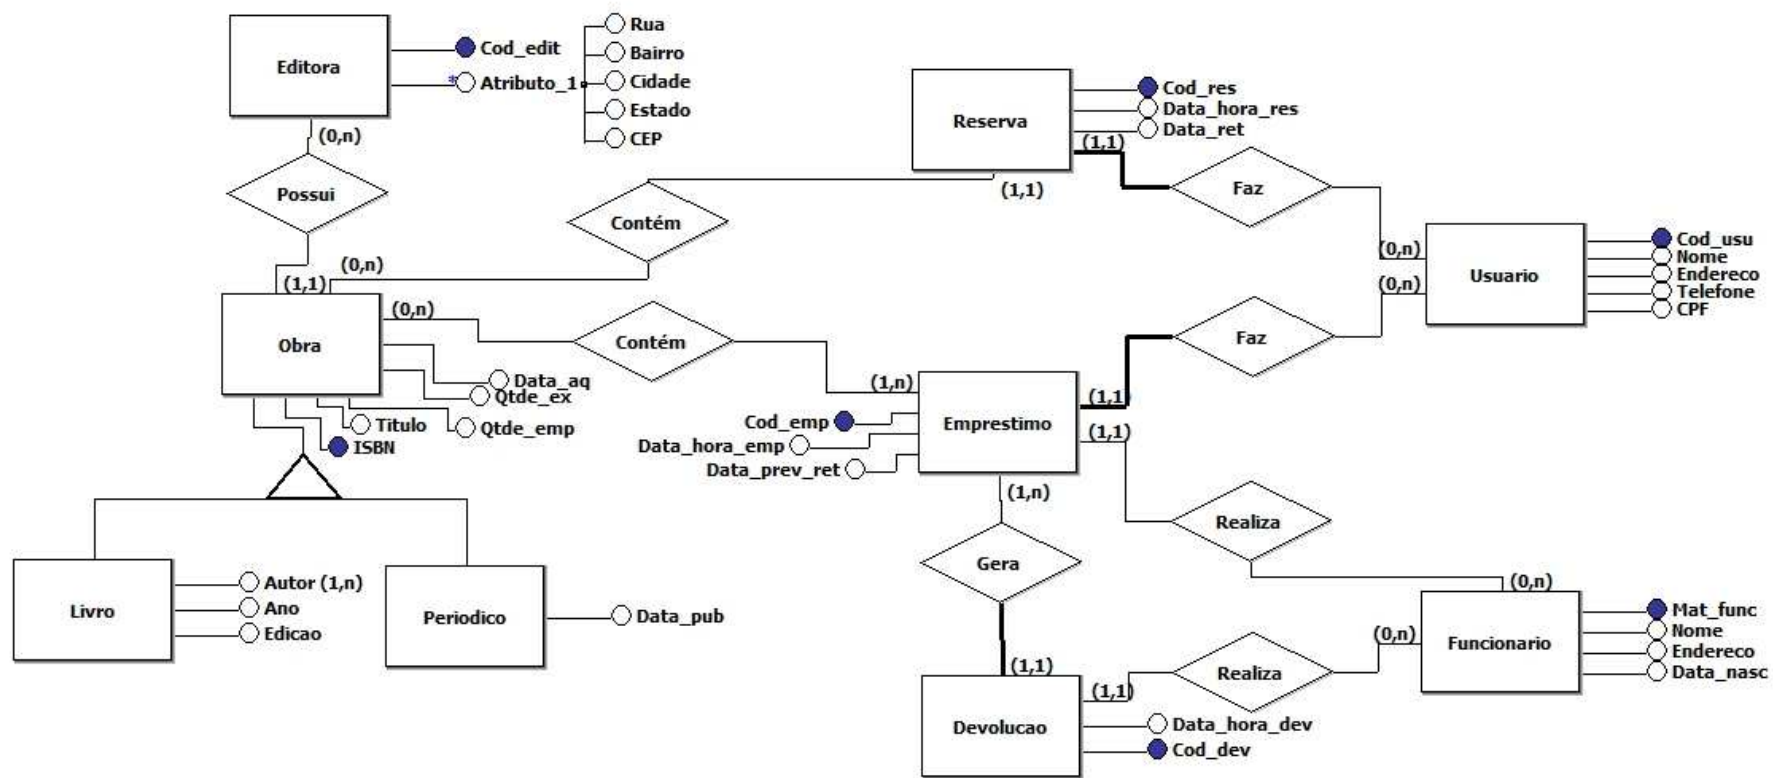 Editora
Cod_edit
*Atributo_1
Rua
Bairro
Cidade
Estado
CEP
(0,n)
Possui
(1,1)
Contém
(0,n)
(1,1)
Reserva
Cod_res
Data_hora_res
Data_ret
(1,1)
Faz
(0,n)
Usuario
Cod_usu
Nome
Endereco
Telefone
CPF
(0,n)
Faz
(1,1)
Obra
(0,n)
Contém
(1,n)
Data_aq
Qtde_ex
Titulo
Qtde_emp
ISBN
Emprestimo
Cod_emp
Data_hora_emp
Data_prev_ret
(1,1)
(1,n)
Realiza
(0,n)
Gera
(1,1)
Livro
Autor (1,n)
Ano
Edicao
Periodico
Data_pub
Devolucao
(1,1)
Realiza
(0,n)
Data_hora_dev
Cod_dev
Funcionario
Mat_func
Nome
Endereco
Data_nasc